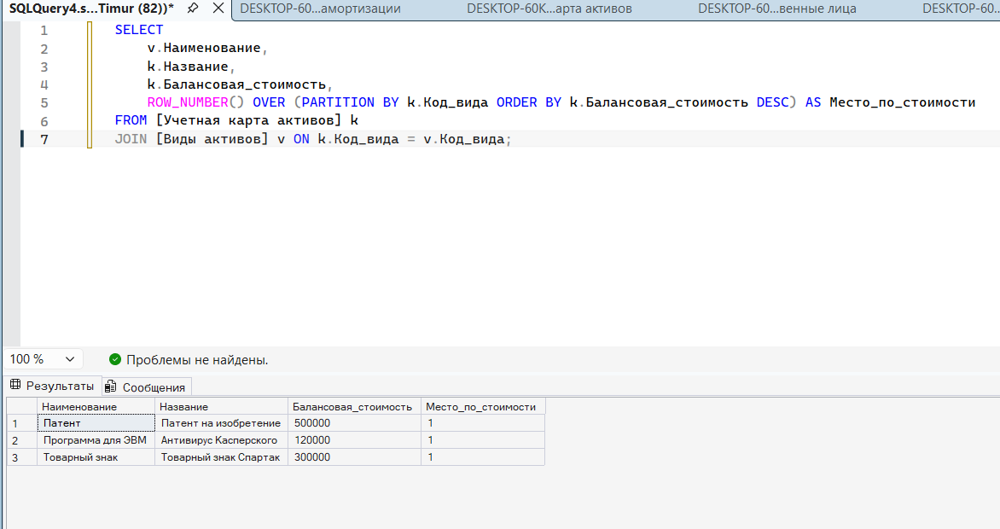 SQLQuery4.s...Timur (82))* DESKTOP-60...амортизации DESKTOP-60K...арта активов DESKTOP-60...венные лица DESKTOP-60...
1 SELECT
2 v.Наименование,
3 k.Название,
4 k.Балансовая_стоимость,
5 ROW_NUMBER() OVER (PARTITION BY k.Код_вида ORDER BY k.Балансовая_стоимость DESC) AS Место_по_стоимости
6 FROM [Учетная карта активов] k
7 JOIN [Виды активов] v ON k.Код_вида = v.Код_вида;
100 % Проблемы не найдены.
Результаты Сообщения
Наименование Название Балансовая_стоимость Место_по_стоимости
1 Патент Патент на изобретение 500000 1
2 Программа для ЭВМ Антивирус Касперского 120000 1
3 Товарный знак Товарный знак Спартак 300000 1